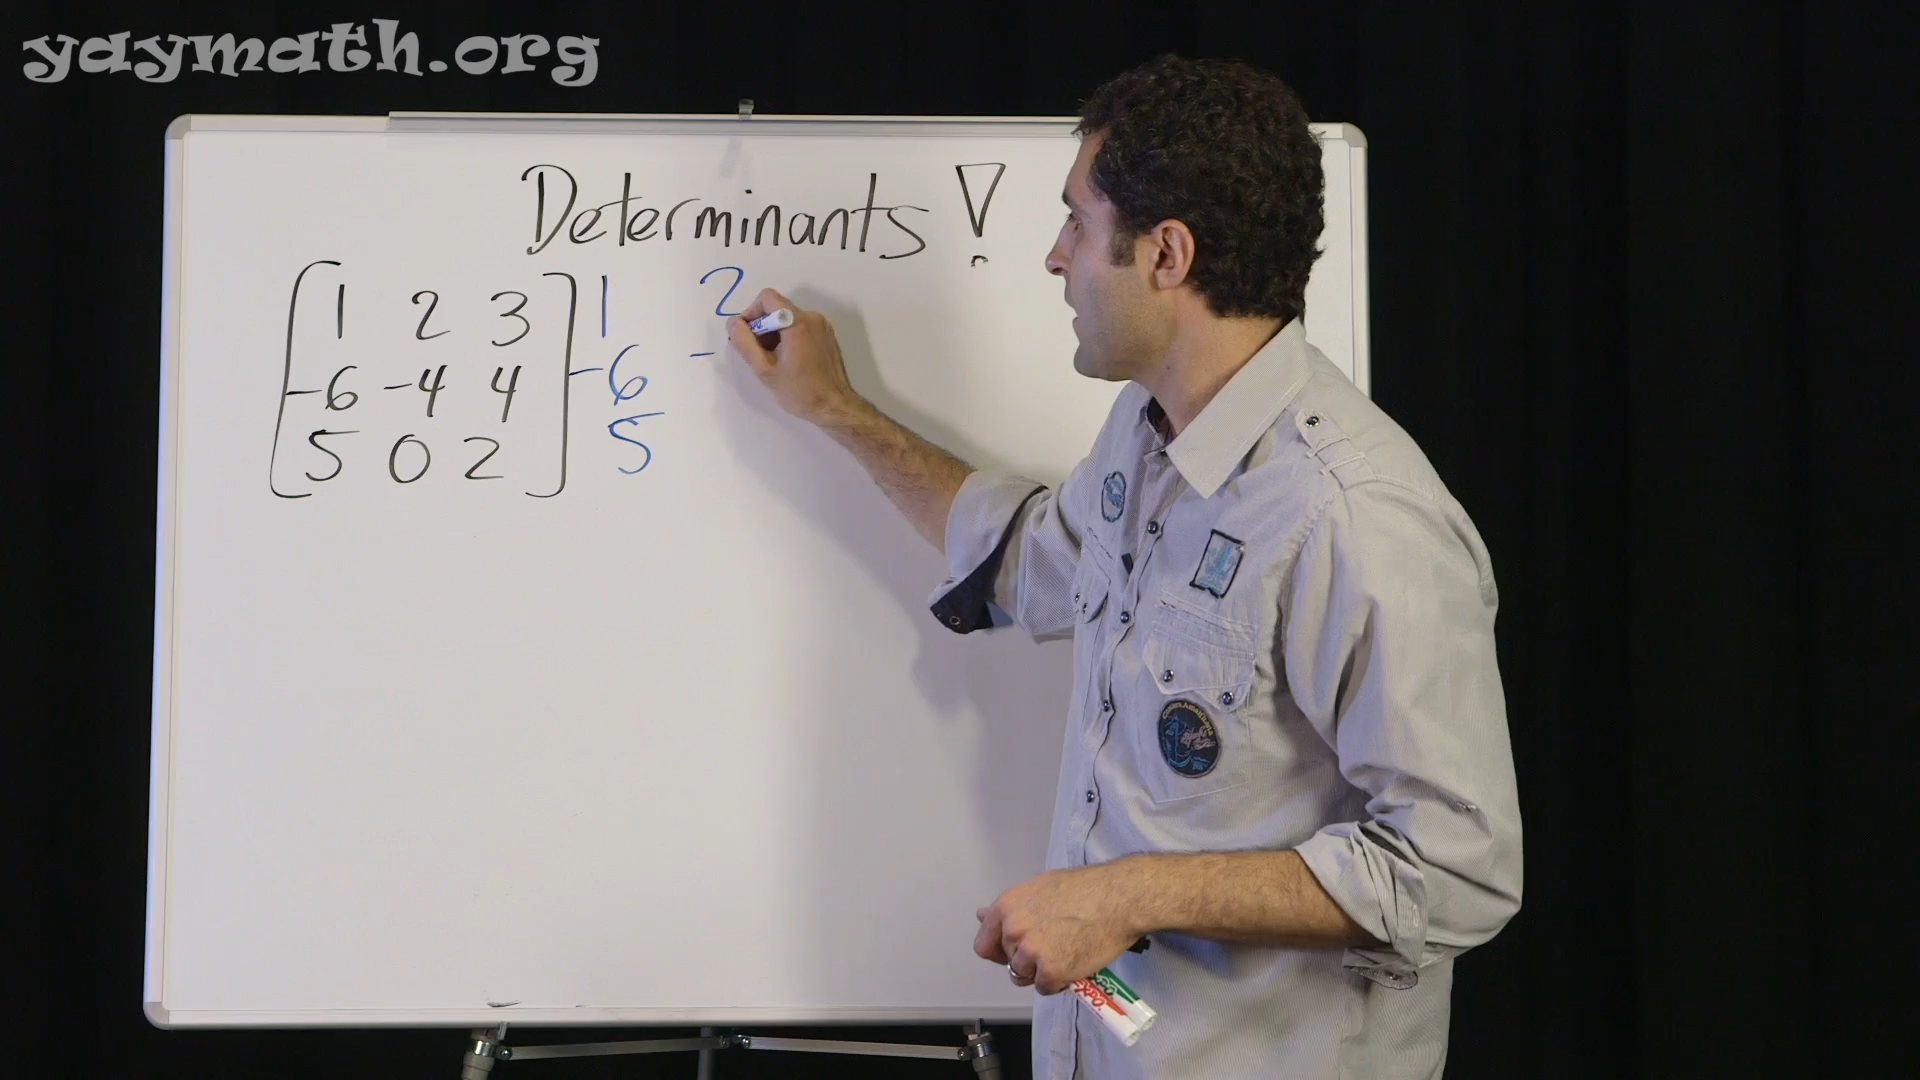 yaymath.org
Determinants!
1 2 3 1 2
-6 -4 4 -6 -
5 0 2 5